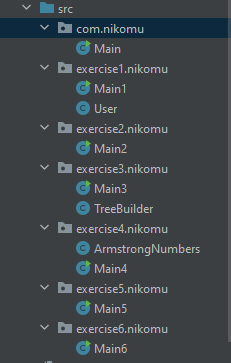 src
com.nikomu
Main
exercise1.nikomu
Main1
User
exercise2.nikomu
Main2
exercise3.nikomu
Main3
TreeBuilder
exercise4.nikomu
ArmstrongNumbers
Main4
exercise5.nikomu
Main5
exercise6.nikomu
Main6